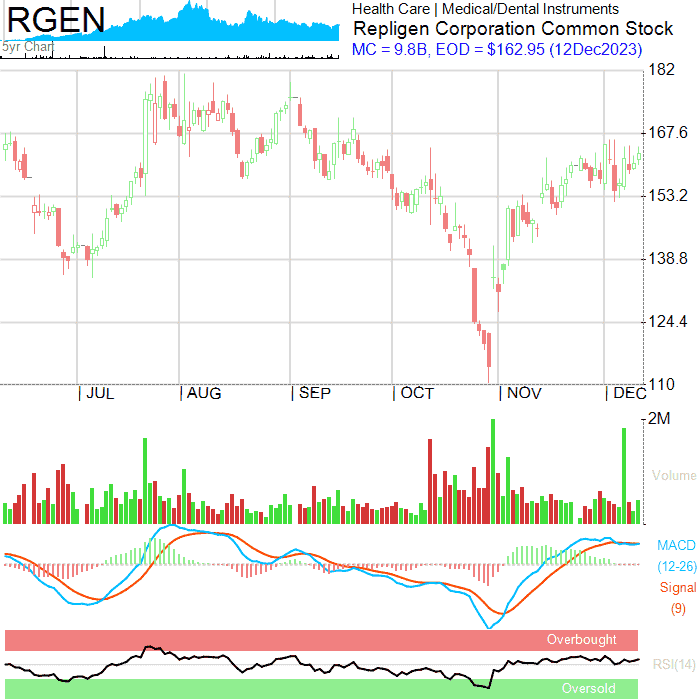 RGEN
5yr Chart
Health Care | Medical/Dental Instruments
Repligen Corporation Common Stock
MC = 9.8B, EOD = $162.95 (12Dec2023)
182
167.6
153.2
138.8
124.4
110
JUL AUG SEP OCT NOV DEC
2M
Volume
MACD
(12-26)
Signal
(9)
Overbought
RSI(14)
Oversold